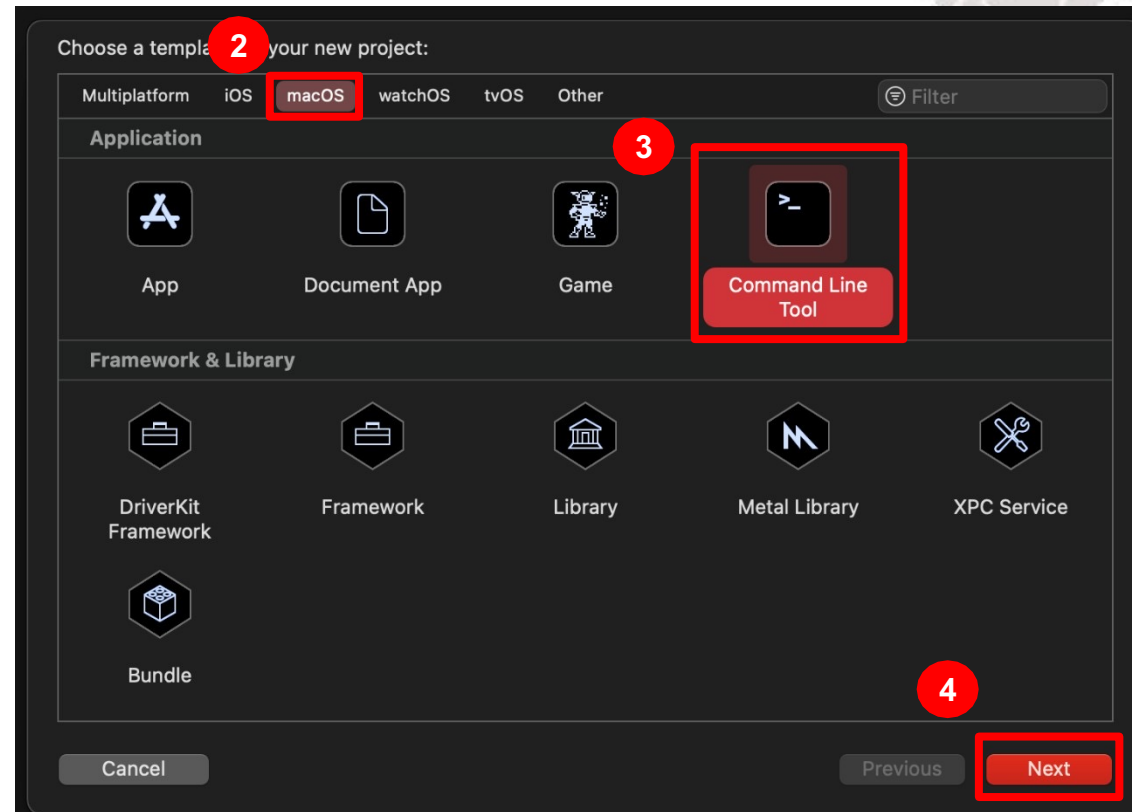 Choose a templa 2 your new project:
Multiplatform iOS macOS watchOS tvOS Other Filter
Application
3
>_
App Document App Game Command Line
Tool
Framework & Library
DriverKit Framework Library Metal Library XPC Service
Framework
Bundle
4
Cancel Previous Next